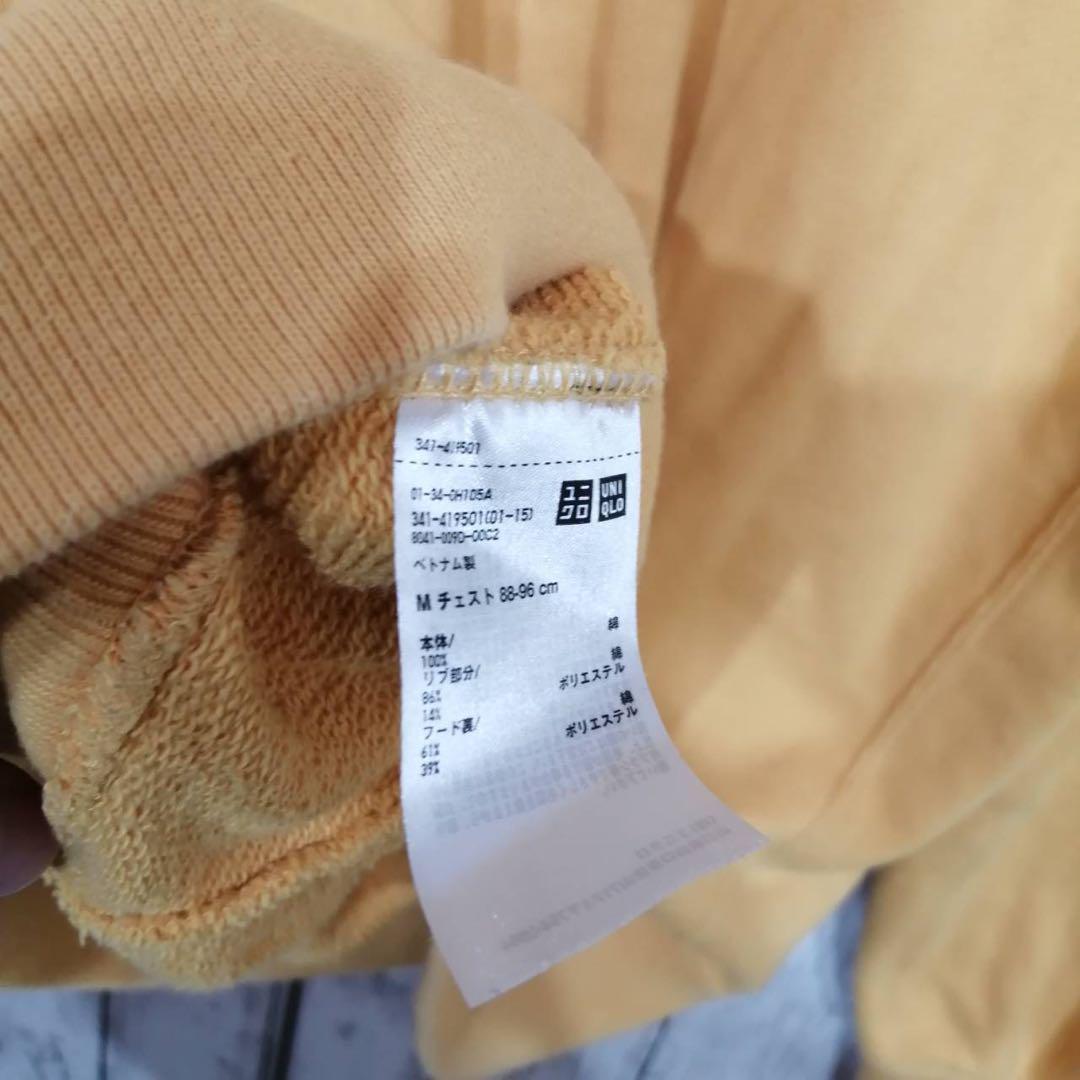 341-419501
01-34-0H105A
341-419501(01-15)
8041-009D-00C2
ユニ
クロ
UNI
QLO
ベトナム製
M チェスト 88-96 cm
本体/
綿
100%
リブ部分/
綿
86%
ポリエステル
14%
フード裏/
綿
61%
ポリエステル
39%